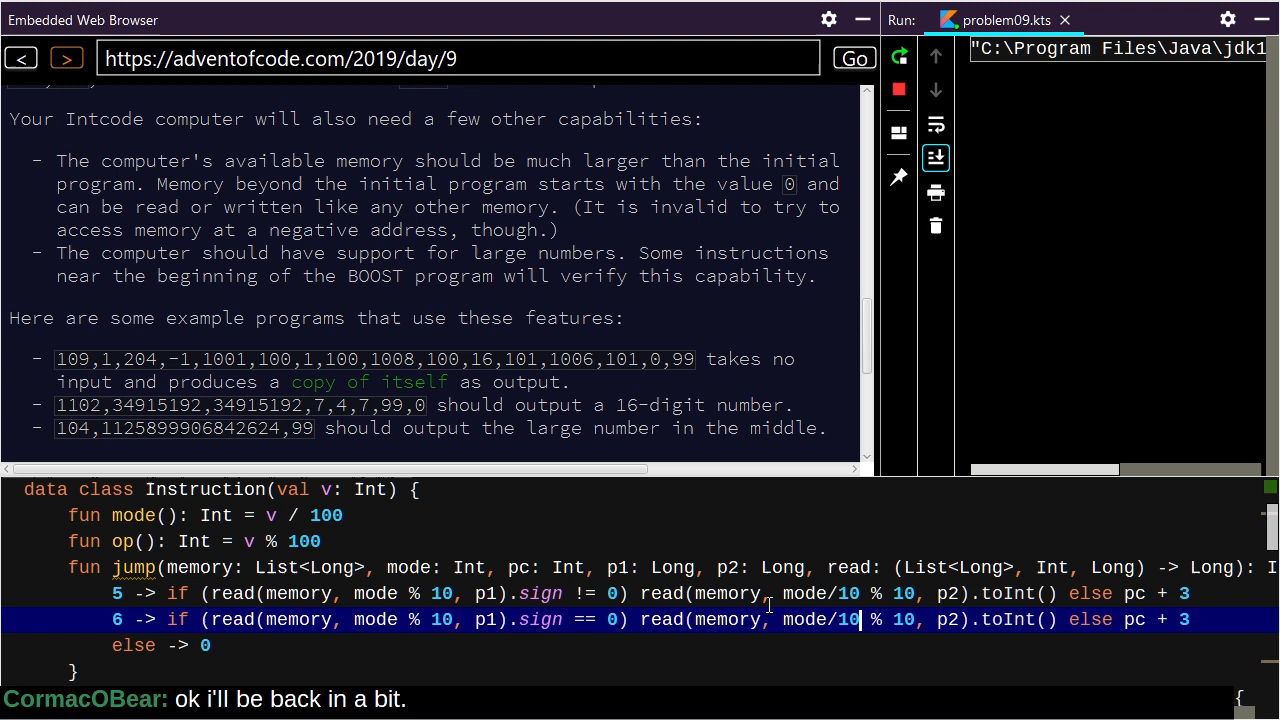 Embedded Web Browser
Run: problem09.kts
< > https://adventofcode.com/2019/day/9 Go
"C:\Program Files\Java\jdk1
Your Intcode computer will also need a few other capabilities:
- The computer's available memory should be much larger than the initial
program. Memory beyond the initial program starts with the value 0 and
can be read or written like any other memory. (It is invalid to try to
access memory at a negative address, though.)
- The computer should have support for large numbers. Some instructions
near the beginning of the BOOST program will verify this capability.
Here are some example programs that use these features:
- 109,1,204,-1,1001,100,1,100,1008,100,16,101,1006,101,0,99 takes no
input and produces a copy of itself as output.
- 1102,34915192,34915192,7,4,7,99,0 should output a 16-digit number.
- 104,1125899906842624,99 should output the large number in the middle.
data class Instruction(val v: Int) {
fun mode(): Int = v / 100
fun op(): Int = v % 100
fun jump(memory: List<Long>, mode: Int, pc: Int, p1: Long, p2: Long, read: (List<Long>, Int, Long) -> Long): I
5 -> if (read(memory, mode % 10, p1).sign != 0) read(memory, mode/10 % 10, p2).toInt() else pc + 3
6 -> if (read(memory, mode % 10, p1).sign == 0) read(memory, mode/10 % 10, p2).toInt() else pc + 3
else -> 0
}
CormacOBear: ok i'll be back in a bit.
{